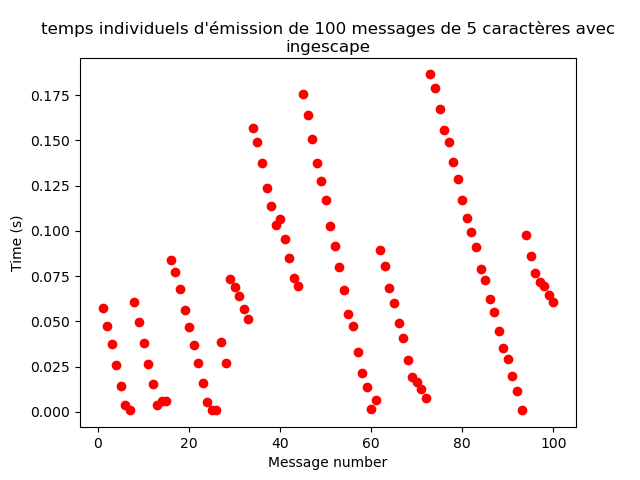 temps individuels d'émission de 100 messages de 5 caractères avec
ingescape
0.175
0.150
0.125
0.100
0.075
0.050
0.025
0.000
Time (s)
0 20 40 60 80 100
Message number